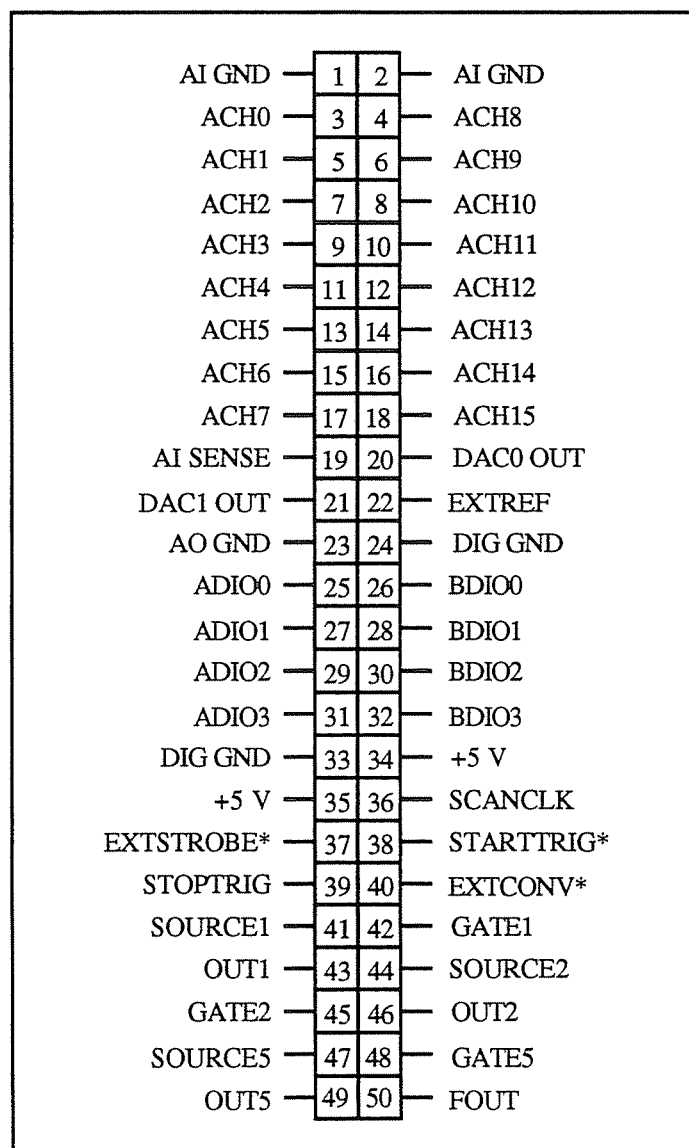 AI GND 1 2 AI GND
ACH0 3 4 ACH8
ACH1 5 6 ACH9
ACH2 7 8 ACH10
ACH3 9 10 ACH11
ACH4 11 12 ACH12
ACH5 13 14 ACH13
ACH6 15 16 ACH14
ACH7 17 18 ACH15
AI SENSE 19 20 DAC0 OUT
DAC1 OUT 21 22 EXTREF
AO GND 23 24 DIG GND
ADIO0 25 26 BDIO0
ADIO1 27 28 BDIO1
ADIO2 29 30 BDIO2
ADIO3 31 32 BDIO3
DIG GND 33 34 +5 V
+5 V 35 36 SCANCLK
EXTSTROBE* 37 38 STARTTRIG*
STOPTRIG 39 40 EXTCONV*
SOURCE1 41 42 GATE1
OUT1 43 44 SOURCE2
GATE2 45 46 OUT2
SOURCE5 47 48 GATE5
OUT5 49 50 FOUT